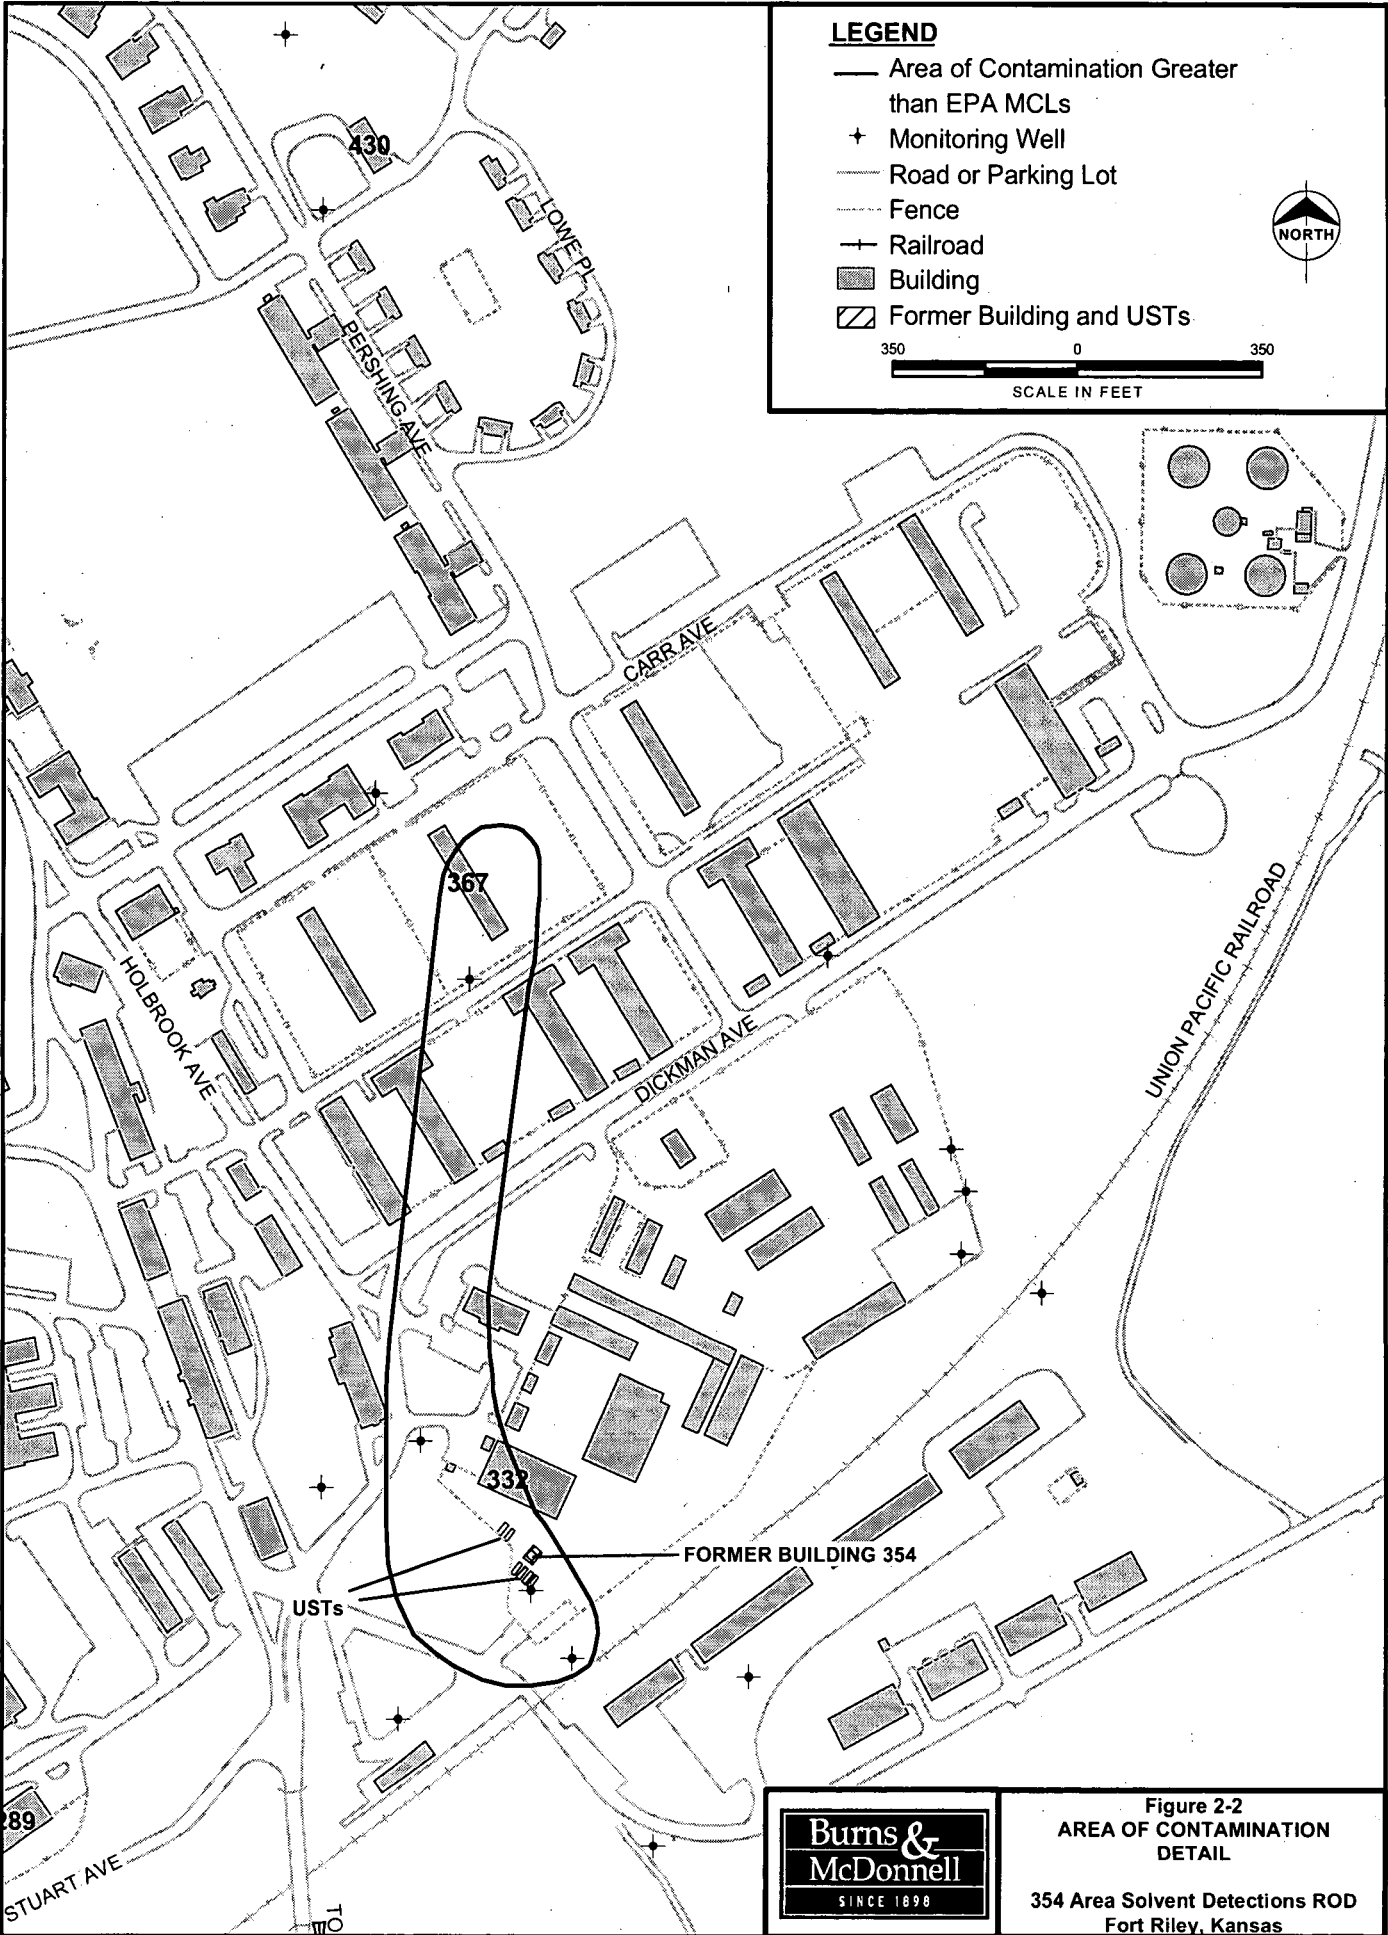 LEGEND
Area of Contamination Greater
than EPA MCLs
Monitoring Well
Road or Parking Lot
Fence
Railroad
Building
Former Building and USTs
NORTH
350 0 350
SCALE IN FEET
430
LOWE PL
PERSHING AVE
CARR AVE
367
HOLBROOK AVE
DICKMAN AVE
UNION PACIFIC RAILROAD
332
FORMER BUILDING 354
USTs
289
STUART AVE
TO
Burns &
McDonnell
SINCE 1898
Figure 2-2
AREA OF CONTAMINATION
DETAIL
354 Area Solvent Detections ROD
Fort Riley, Kansas